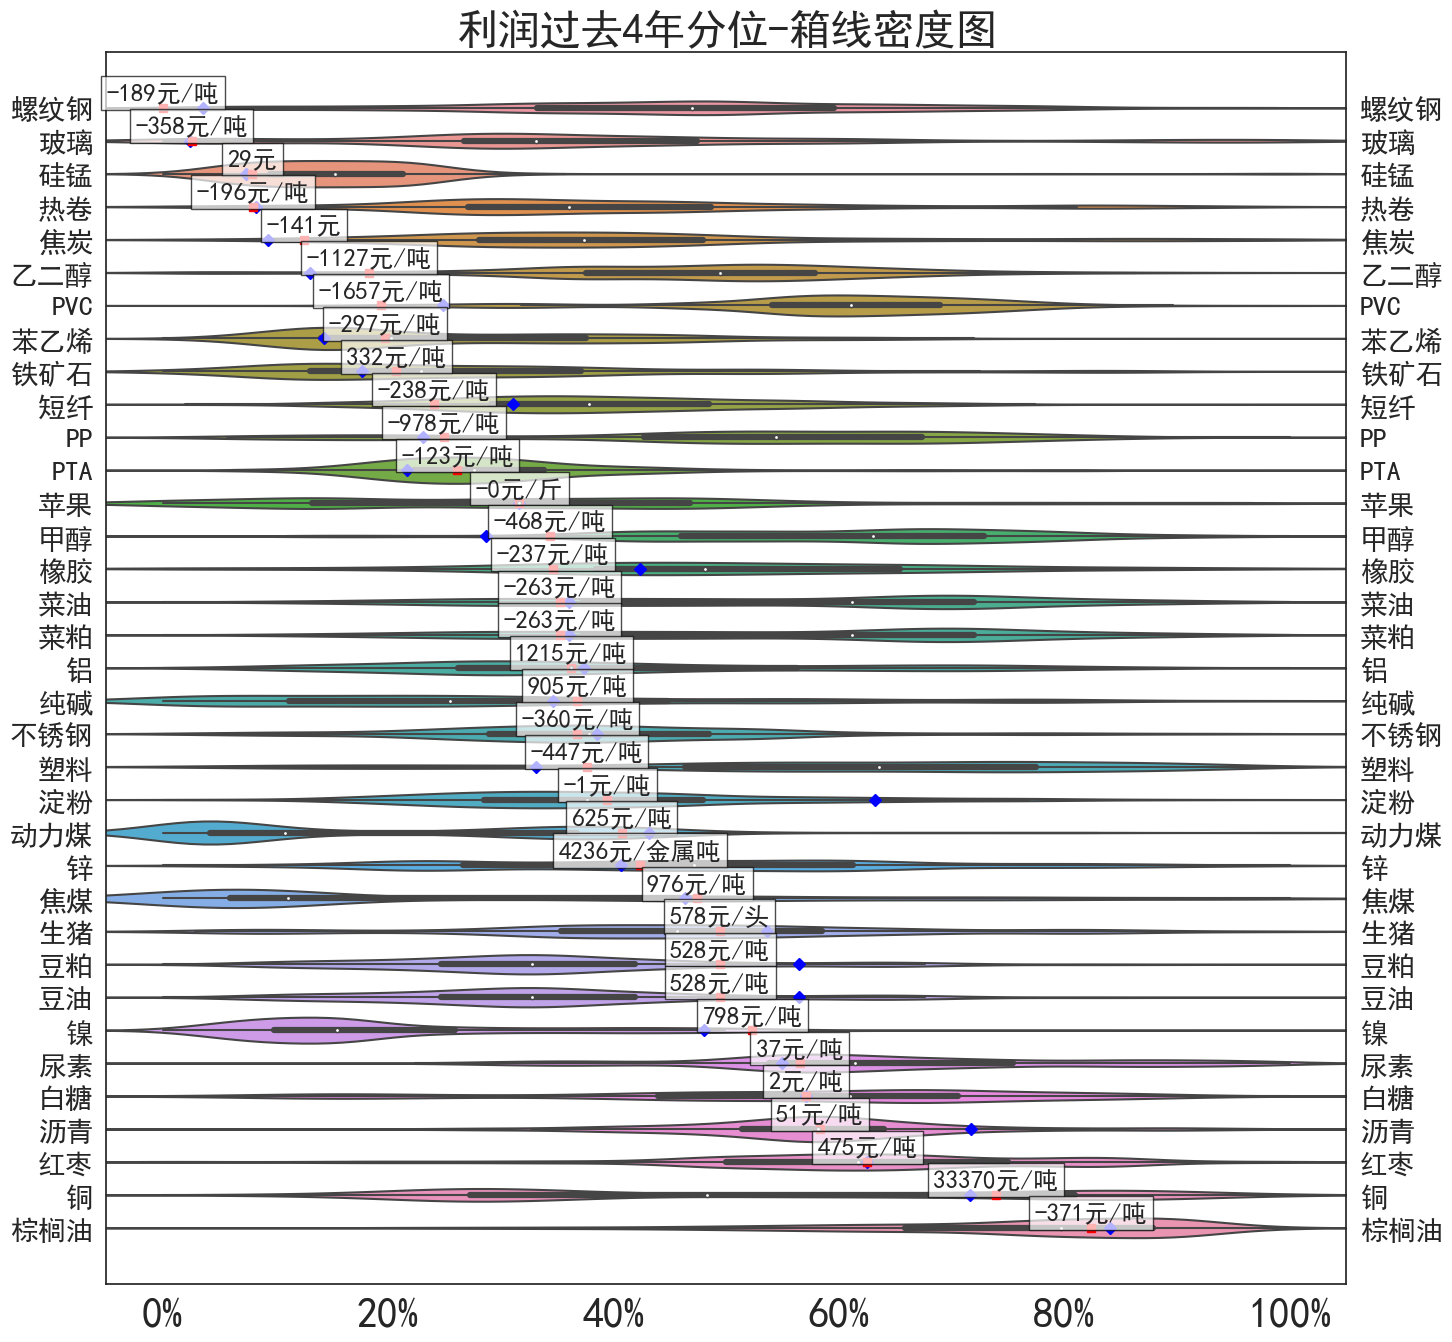 利润过去4年分位-箱线密度图
螺纹钢 -189元/吨 螺纹钢
玻璃 -358元/吨 玻璃
硅锰 29元 硅锰
热卷 -196元/吨 热卷
焦炭 -141元 焦炭
乙二醇 -1127元/吨 乙二醇
PVC -1657元/吨 PVC
苯乙烯 -297元/吨 苯乙烯
铁矿石 332元/吨 铁矿石
短纤 -238元/吨 短纤
PP -978元/吨 PP
PTA -123元/吨 PTA
苹果 -0元/斤 苹果
甲醇 -468元/吨 甲醇
橡胶 -237元/吨 橡胶
菜油 -263元/吨 菜油
菜粕 -263元/吨 菜粕
铝 1215元/吨 铝
纯碱 905元/吨 纯碱
不锈钢 -360元/吨 不锈钢
塑料 -447元/吨 塑料
淀粉 -1元/吨 淀粉
动力煤 625元/吨 动力煤
锌 4236元/金属吨 锌
焦煤 976元/吨 焦煤
生猪 578元/头 生猪
豆粕 528元/吨 豆粕
豆油 528元/吨 豆油
镍 798元/吨 镍
尿素 37元/吨 尿素
白糖 2元/吨 白糖
沥青 51元/吨 沥青
红枣 475元/吨 红枣
铜 33370元/吨 铜
棕榈油 -371元/吨 棕榈油
0% 20% 40% 60% 80% 100%